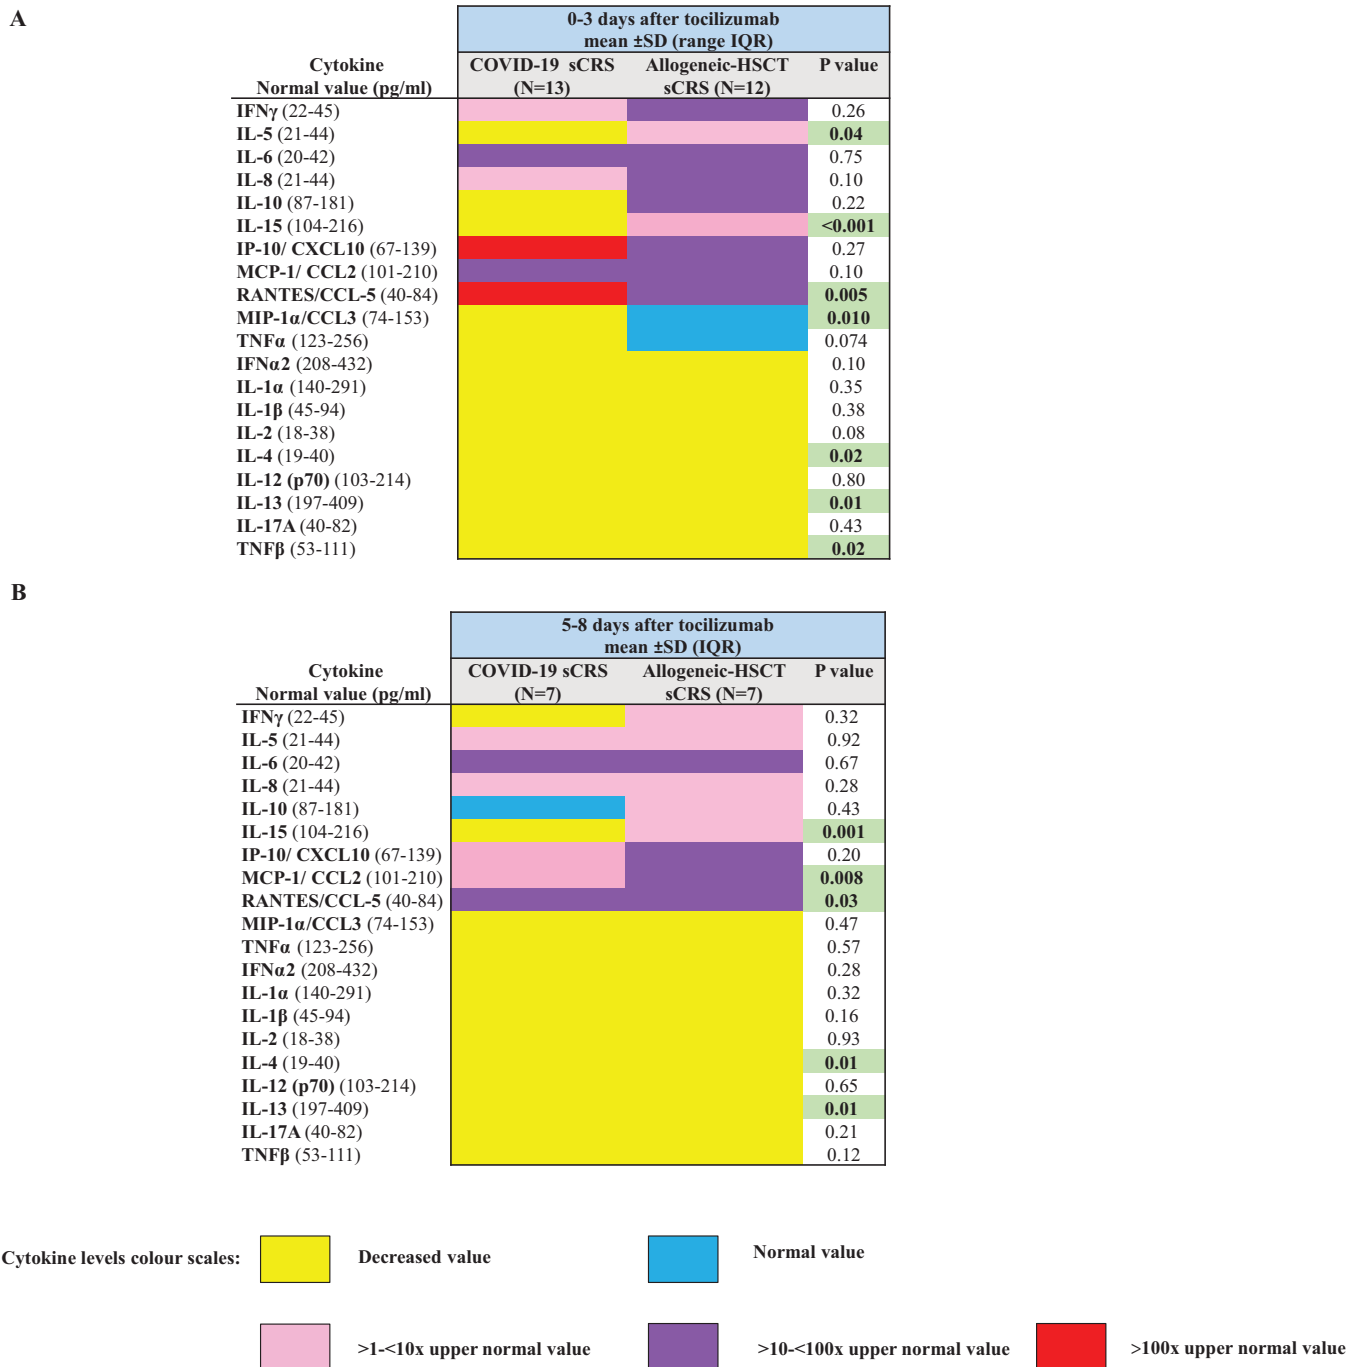 A
0-3 days after tocilizumab
mean ±SD (range IQR)
Cytokine
Normal value (pg/ml)
COVID-19 sCRS
(N=13)
Allogeneic-HSCT
sCRS (N=12)
P value
IFNγ (22-45) 0.26
IL-5 (21-44) 0.04
IL-6 (20-42) 0.75
IL-8 (21-44) 0.10
IL-10 (87-181) 0.22
IL-15 (104-216) <0.001
IP-10/ CXCL10 (67-139) 0.27
MCP-1/ CCL2 (101-210) 0.10
RANTES/CCL-5 (40-84) 0.005
MIP-1α/CCL3 (74-153) 0.010
TNFα (123-256) 0.074
IFNα2 (208-432) 0.10
IL-1α (140-291) 0.35
IL-1β (45-94) 0.38
IL-2 (18-38) 0.08
IL-4 (19-40) 0.02
IL-12 (p70) (103-214) 0.80
IL-13 (197-409) 0.01
IL-17A (40-82) 0.43
TNFβ (53-111) 0.02
B
5-8 days after tocilizumab
mean ±SD (IQR)
Cytokine
Normal value (pg/ml)
COVID-19 sCRS
(N=7)
Allogeneic-HSCT
sCRS (N=7)
P value
IFNγ (22-45) 0.32
IL-5 (21-44) 0.92
IL-6 (20-42) 0.67
IL-8 (21-44) 0.28
IL-10 (87-181) 0.43
IL-15 (104-216) 0.001
IP-10/ CXCL10 (67-139) 0.20
MCP-1/ CCL2 (101-210) 0.008
RANTES/CCL-5 (40-84) 0.03
MIP-1α/CCL3 (74-153) 0.47
TNFα (123-256) 0.57
IFNα2 (208-432) 0.28
IL-1α (140-291) 0.32
IL-1β (45-94) 0.16
IL-2 (18-38) 0.93
IL-4 (19-40) 0.01
IL-12 (p70) (103-214) 0.65
IL-13 (197-409) 0.01
IL-17A (40-82) 0.21
TNFβ (53-111) 0.12
Cytokine levels colour scales: Decreased value Normal value
>1-<10x upper normal value >10-<100x upper normal value >100x upper normal value